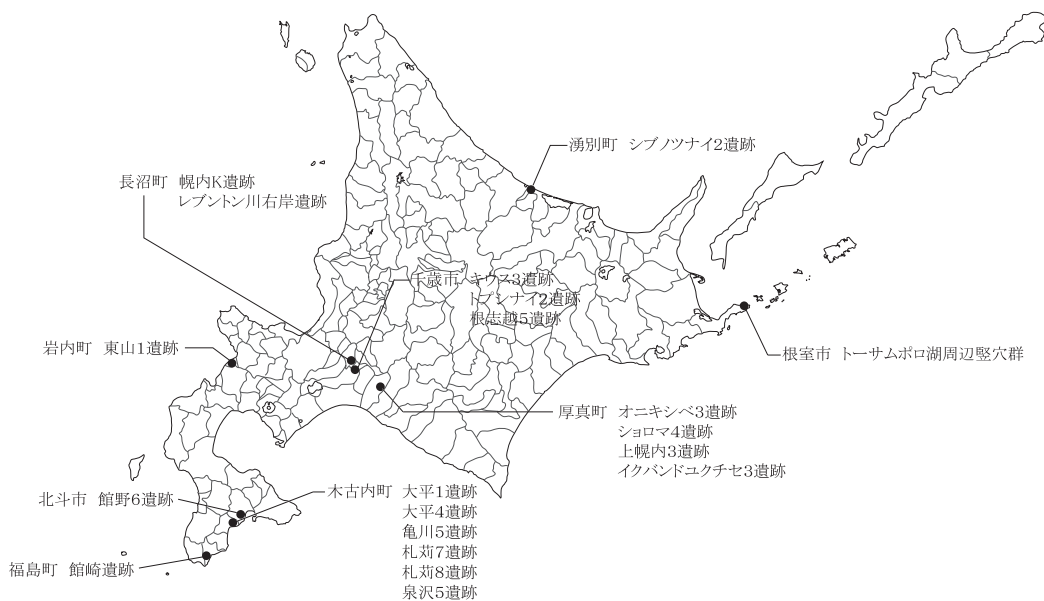 湧別町 シブノツナイ2遺跡
長沼町 幌内K遺跡
レブントン川右岸遺跡
千歳市 キウス3遺跡
トプシナイ2遺跡
根志越5遺跡
岩内町 東山1遺跡
根室市 トーサムポロ湖周辺竪穴群
厚真町 オニキシベ3遺跡
ショロマ4遺跡
上幌内3遺跡
イクバンドユクチセ3遺跡
北斗市 館野6遺跡
木古内町 大平1遺跡
大平4遺跡
亀川5遺跡
札苅7遺跡
札苅8遺跡
泉沢5遺跡
福島町 館崎遺跡